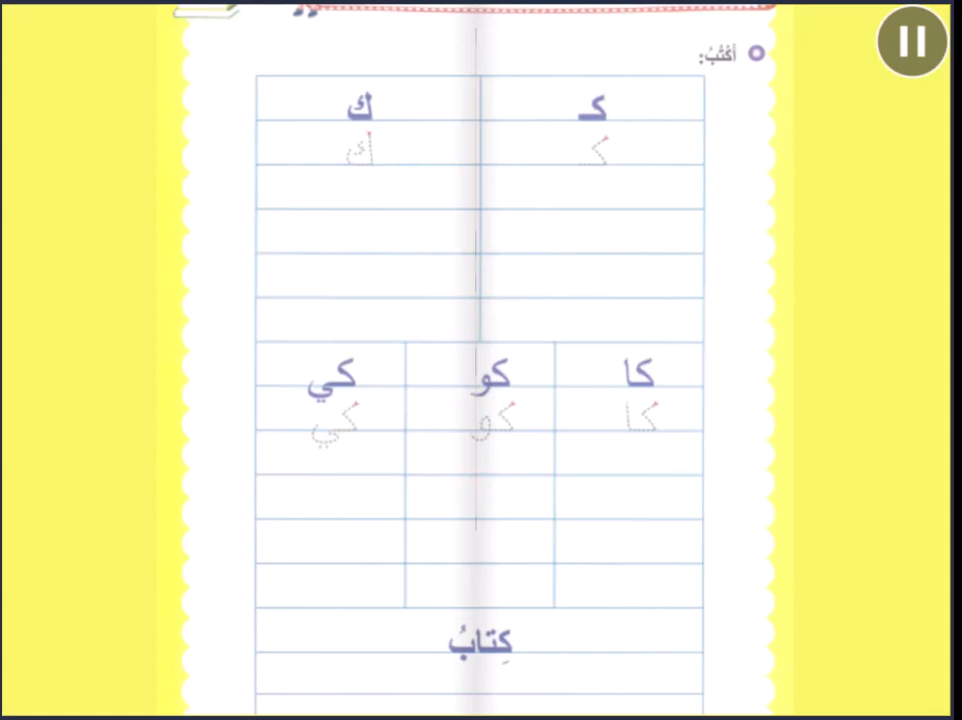 أَكْتُبُ:
كـ ك
كـ ك
كا كو كي
كا كو كي
كِتابُ